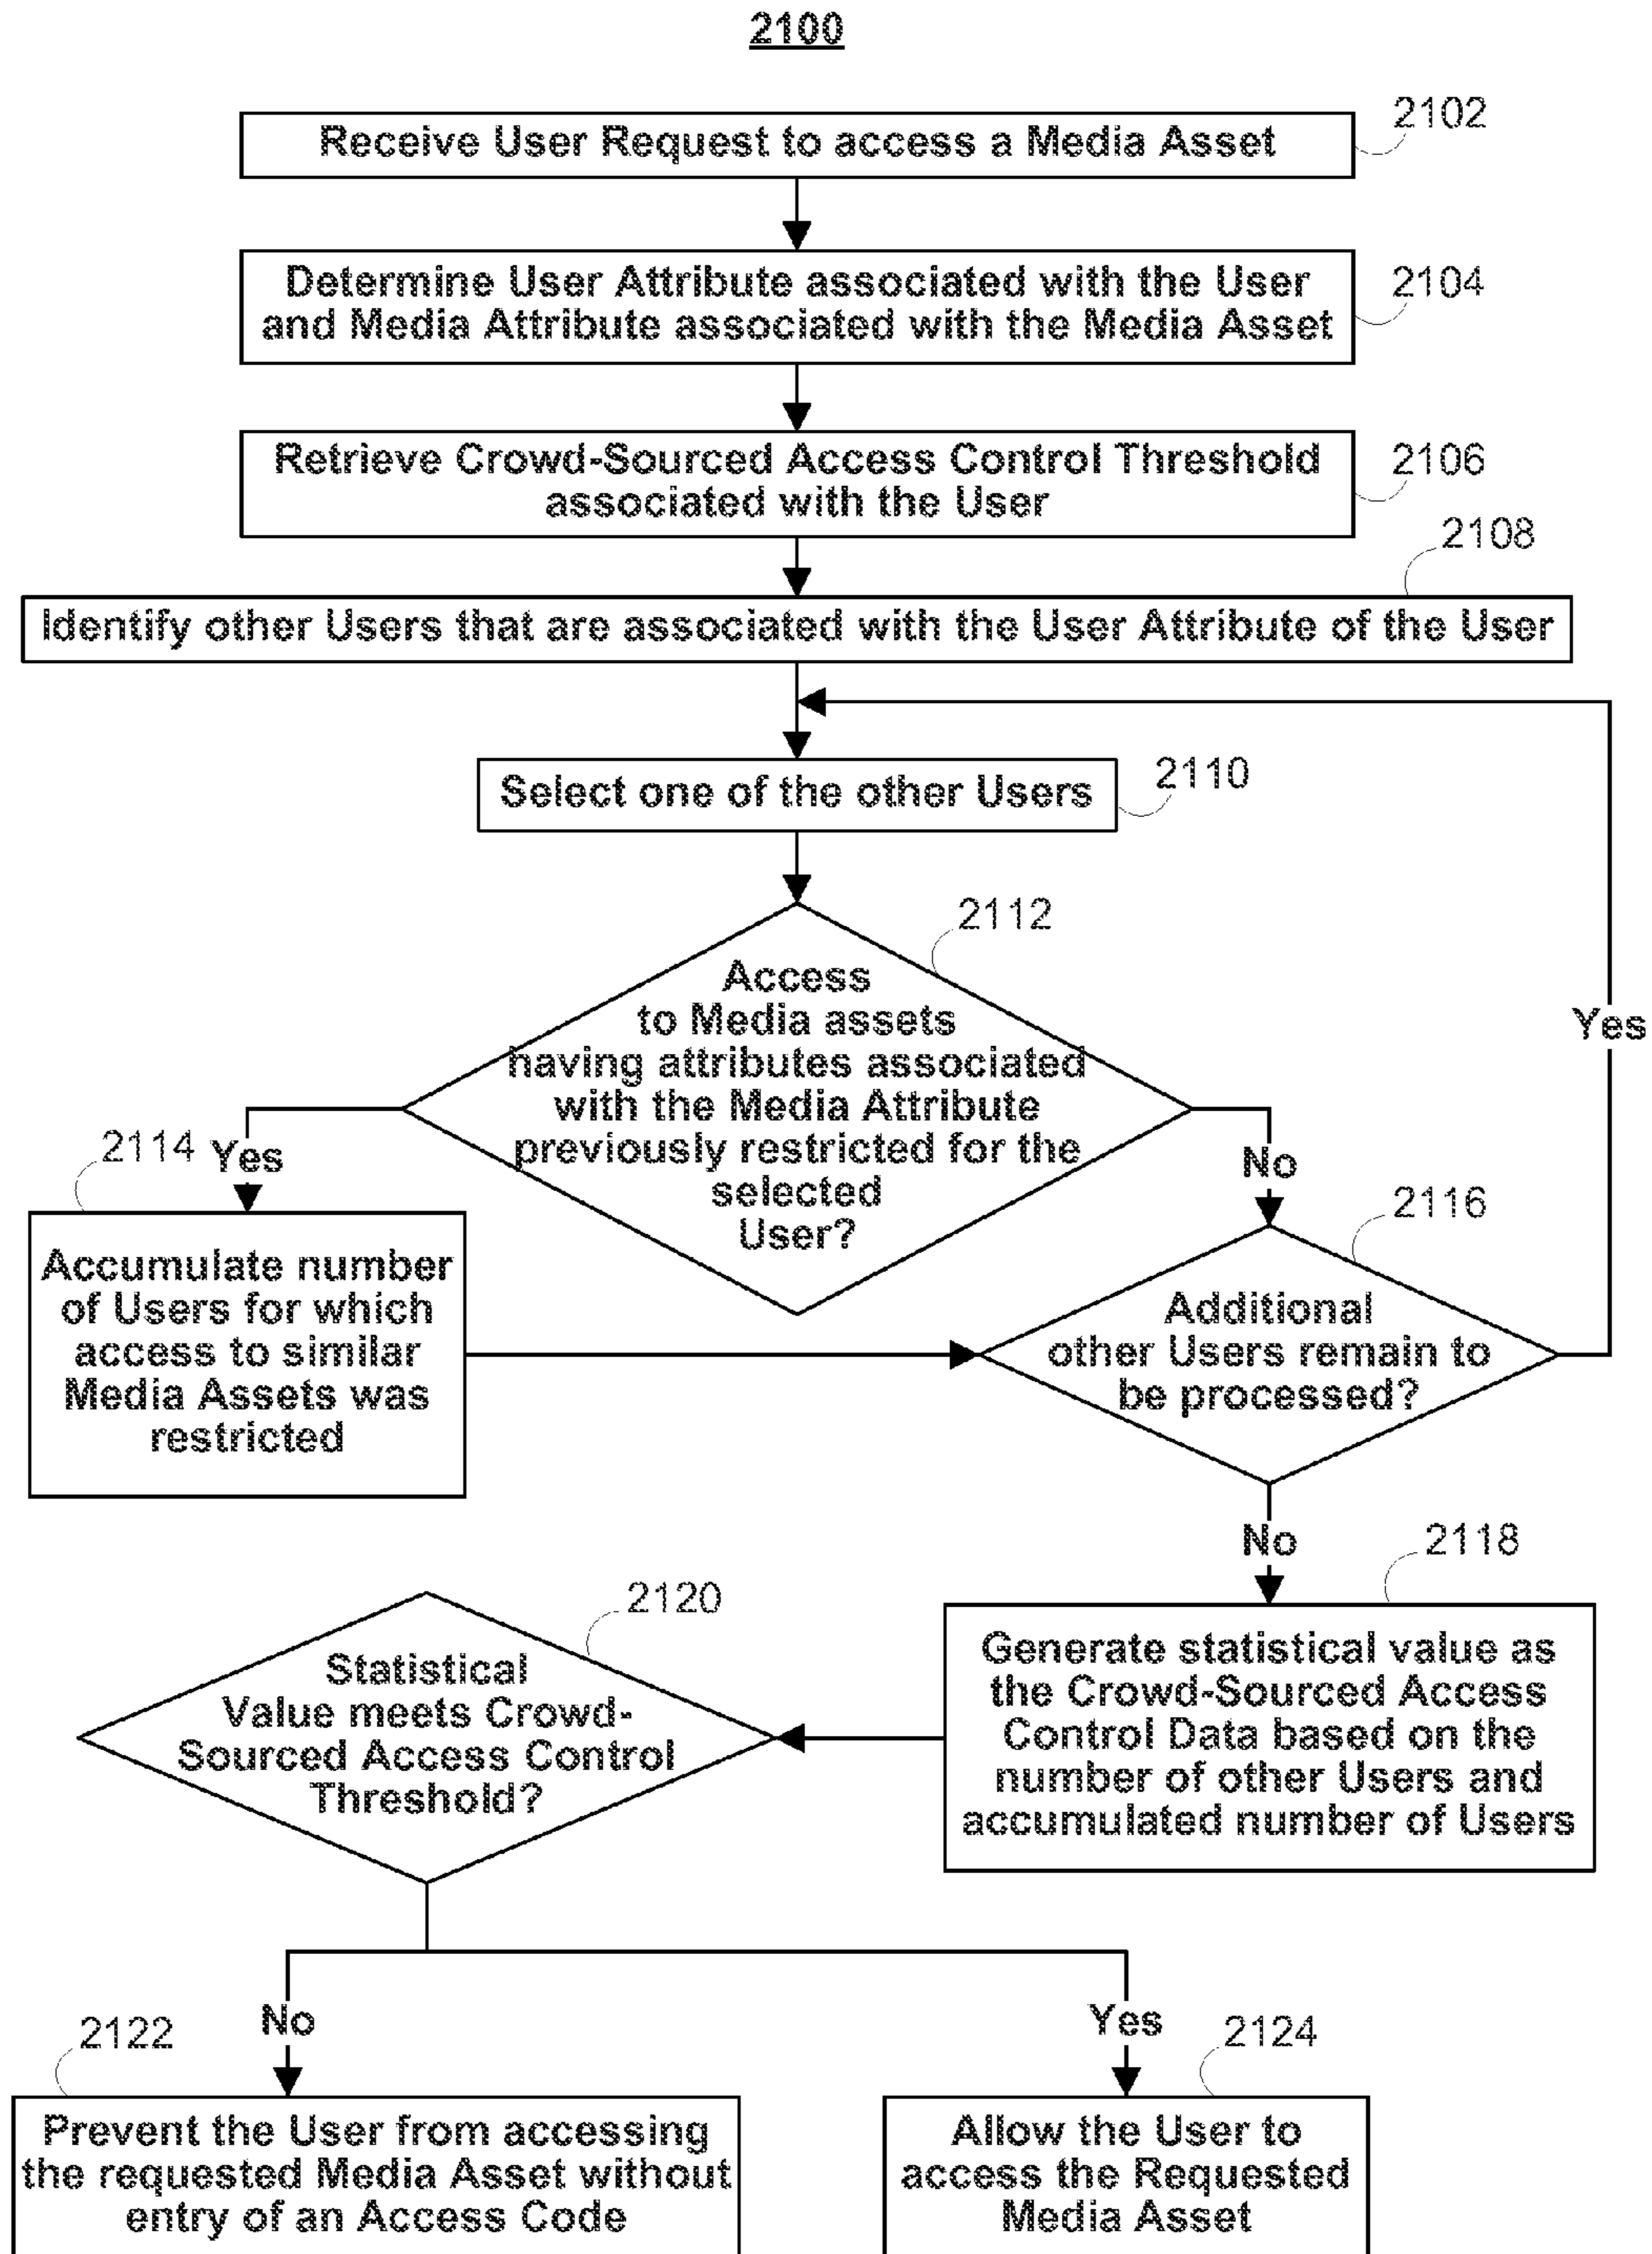 2100
Receive User Request to access a Media Asset
2102
Determine User Attribute associated with the User
and Media Attribute associated with the Media Asset
2104
Retrieve Crowd-Sourced Access Control Threshold
associated with the User
2106
2108
Identify other Users that are associated with the User Attribute of the User
Select one of the other Users
2110
2112
Access
to Media assets
having attributes associated
with the Media Attribute
previously restricted for the
selected
User?
Yes
2114
Yes
No
2116
Accumulate number
of Users for which
access to similar
Media Assets was
restricted
Additional
other Users remain to
be processed?
No
2118
2120
Statistical
Value meets Crowd-
Sourced Access Control
Threshold?
Generate statistical value as
the Crowd-Sourced Access
Control Data based on the
number of other Users and
accumulated number of Users
No
Yes
2122
2124
Prevent the User from accessing
the requested Media Asset without
entry of an Access Code
Allow the User to
access the Requested
Media Asset